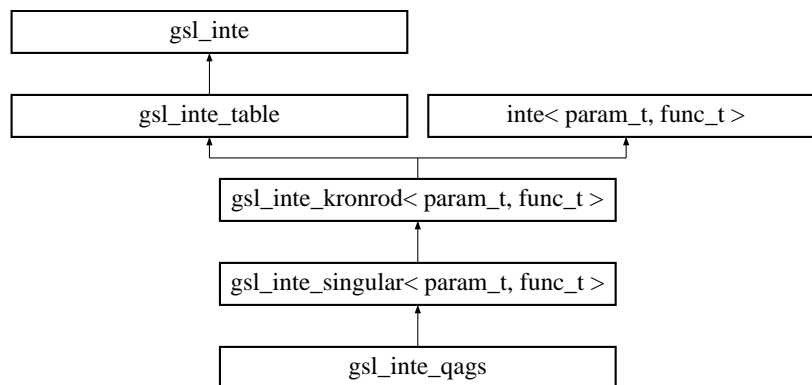 gsl_inte
gsl_inte_table
inte< param_t, func_t >
gsl_inte_kronrod< param_t, func_t >
gsl_inte_singular< param_t, func_t >
gsl_inte_qags